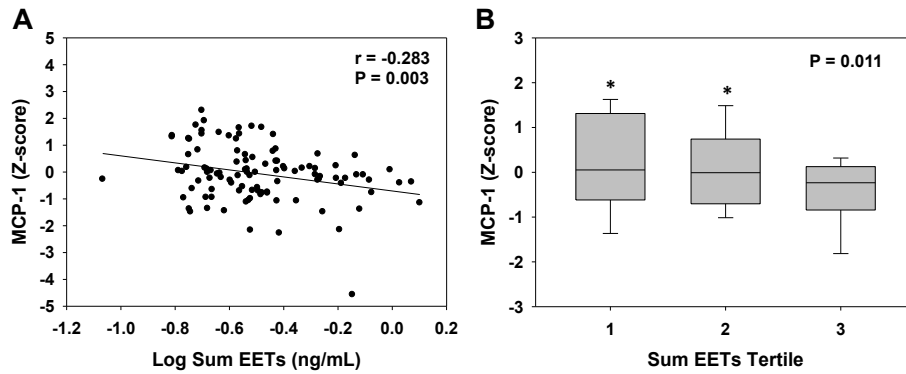 A
r = -0.283
P = 0.003
MCP-1 (Z-score)
5
4
3
2
1
0
-1
-2
-3
-4
-5
-1.2 -1.0 -0.8 -0.6 -0.4 -0.2 0.0 0.2
Log Sum EETs (ng/mL)
B
P = 0.011
MCP-1 (Z-score)
3
2
1
0
-1
-2
-3
* *
1 2 3
Sum EETs Tertile